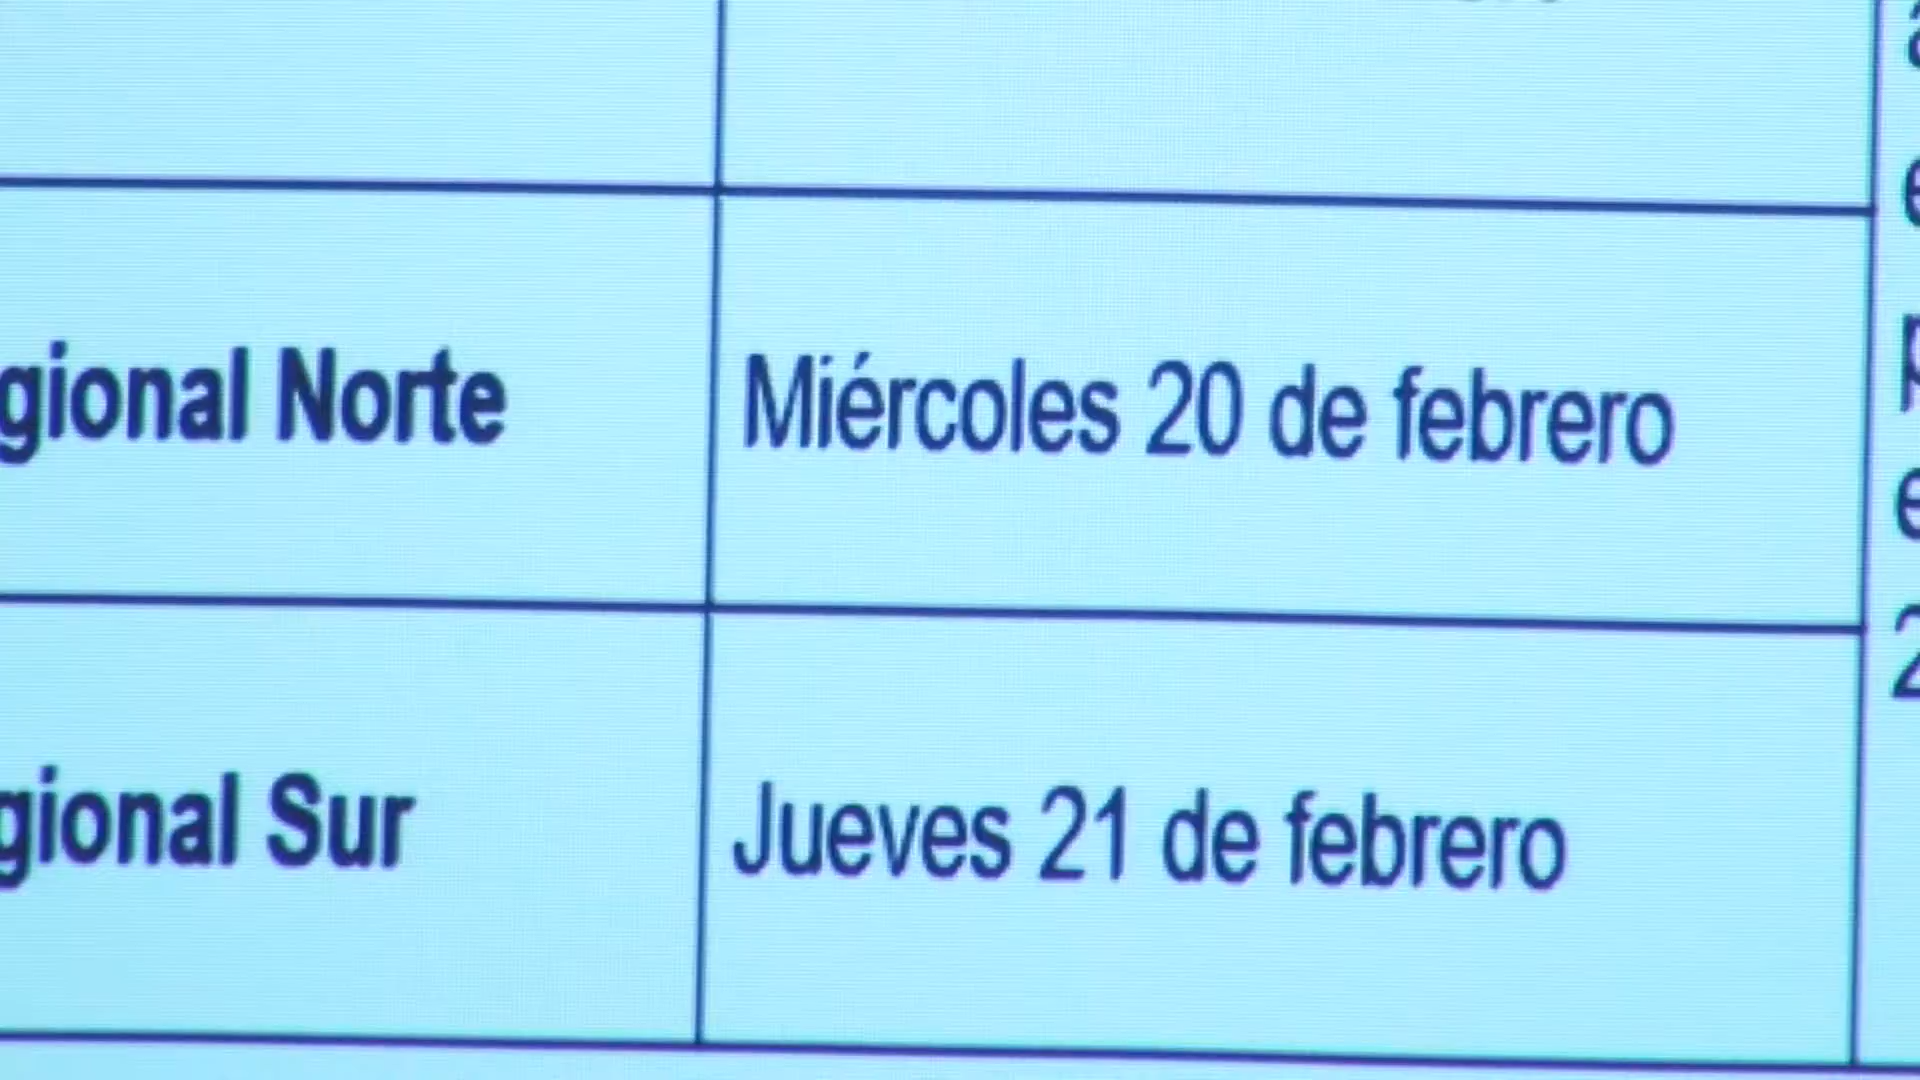 gional Norte
Miércoles 20 de febrero
gional Sur
Jueves 21 de febrero